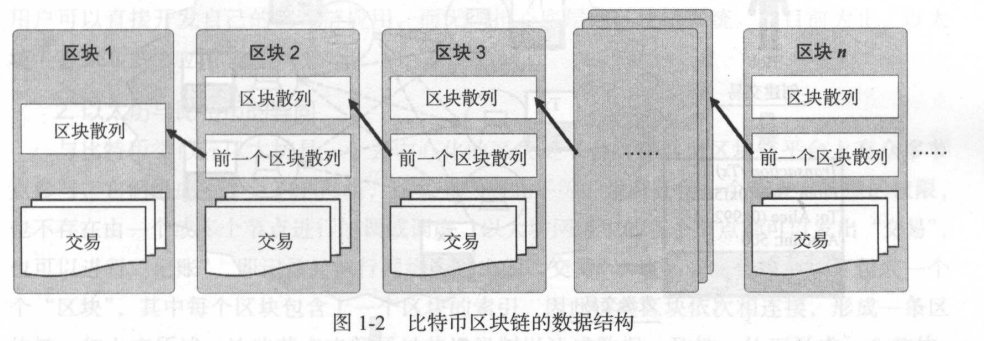 区块 1
区块散列
交易
区块 2
区块散列
前一个区块散列
交易
区块 3
区块散列
前一个区块散列
交易
……
区块 n
区块散列
前一个区块散列
交易
……
图 1-2 比特币区块链的数据结构